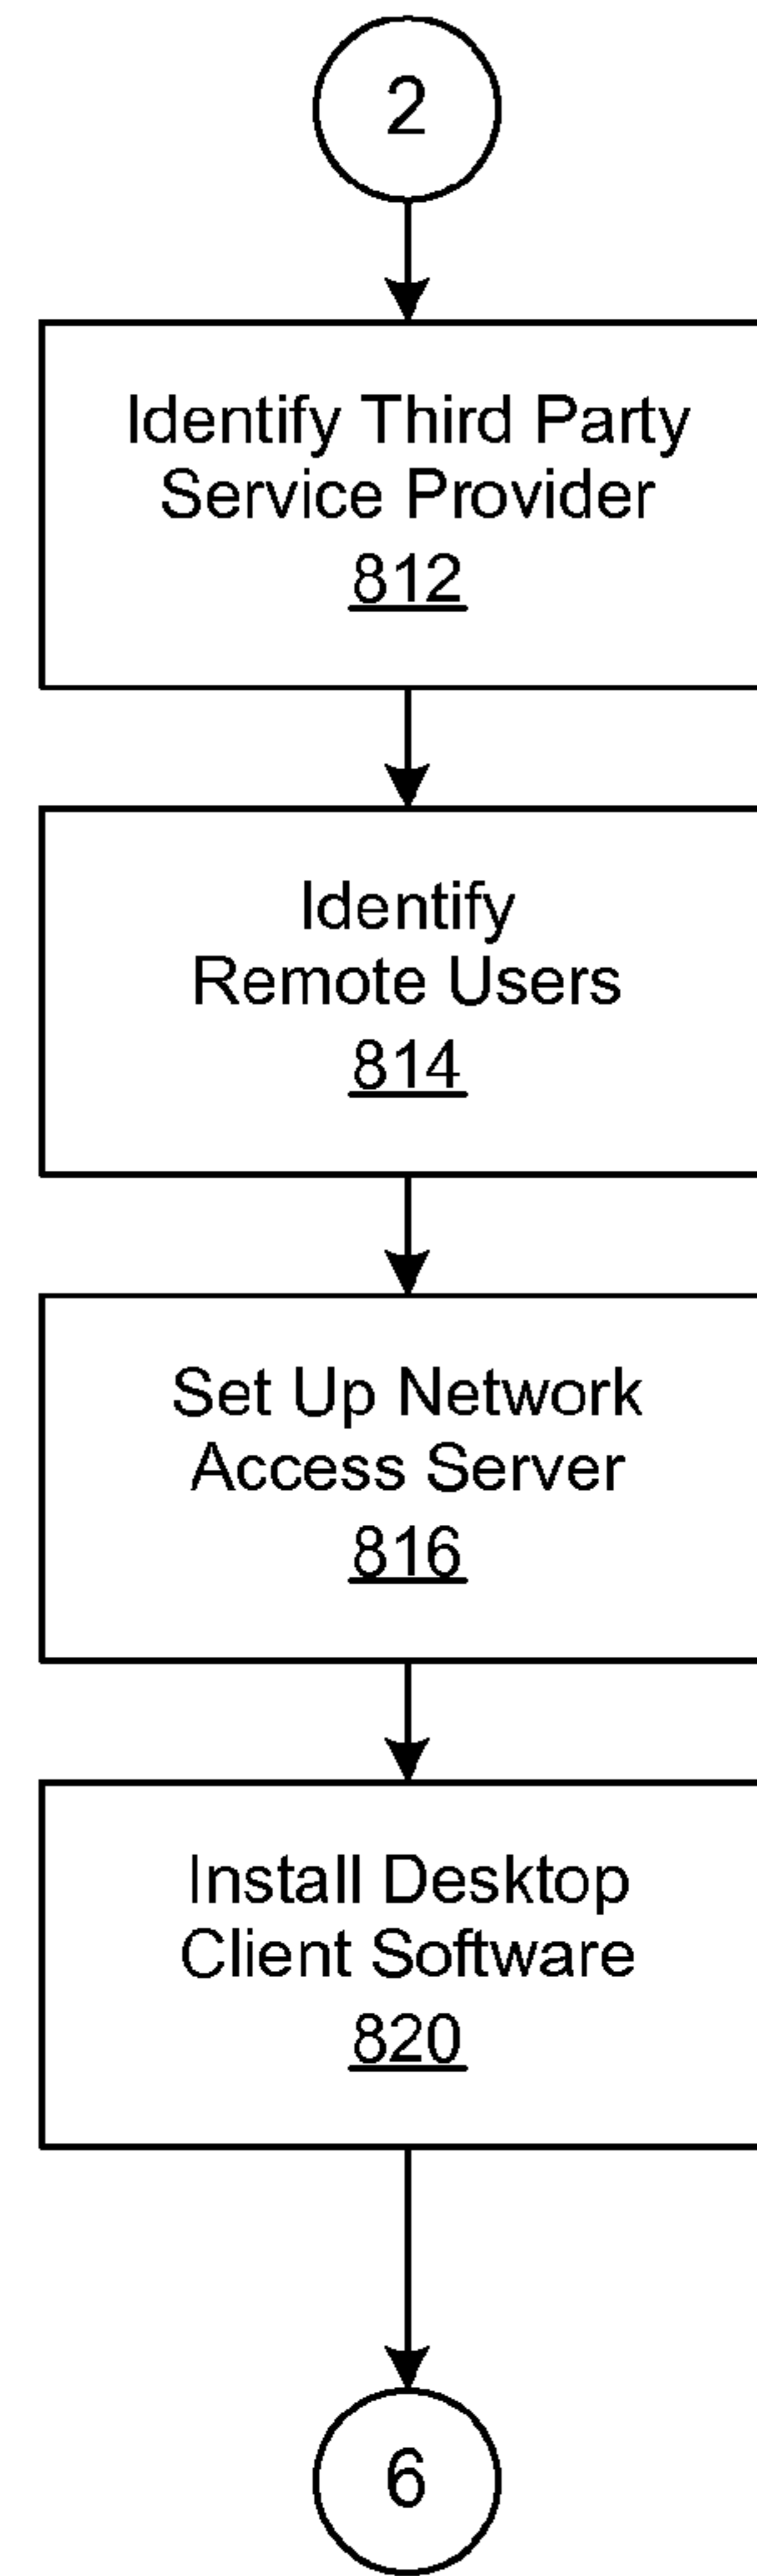 2
Identify Third Party
Service Provider
812
Identify
Remote Users
814
Set Up Network
Access Server
816
Install Desktop
Client Software
820
6